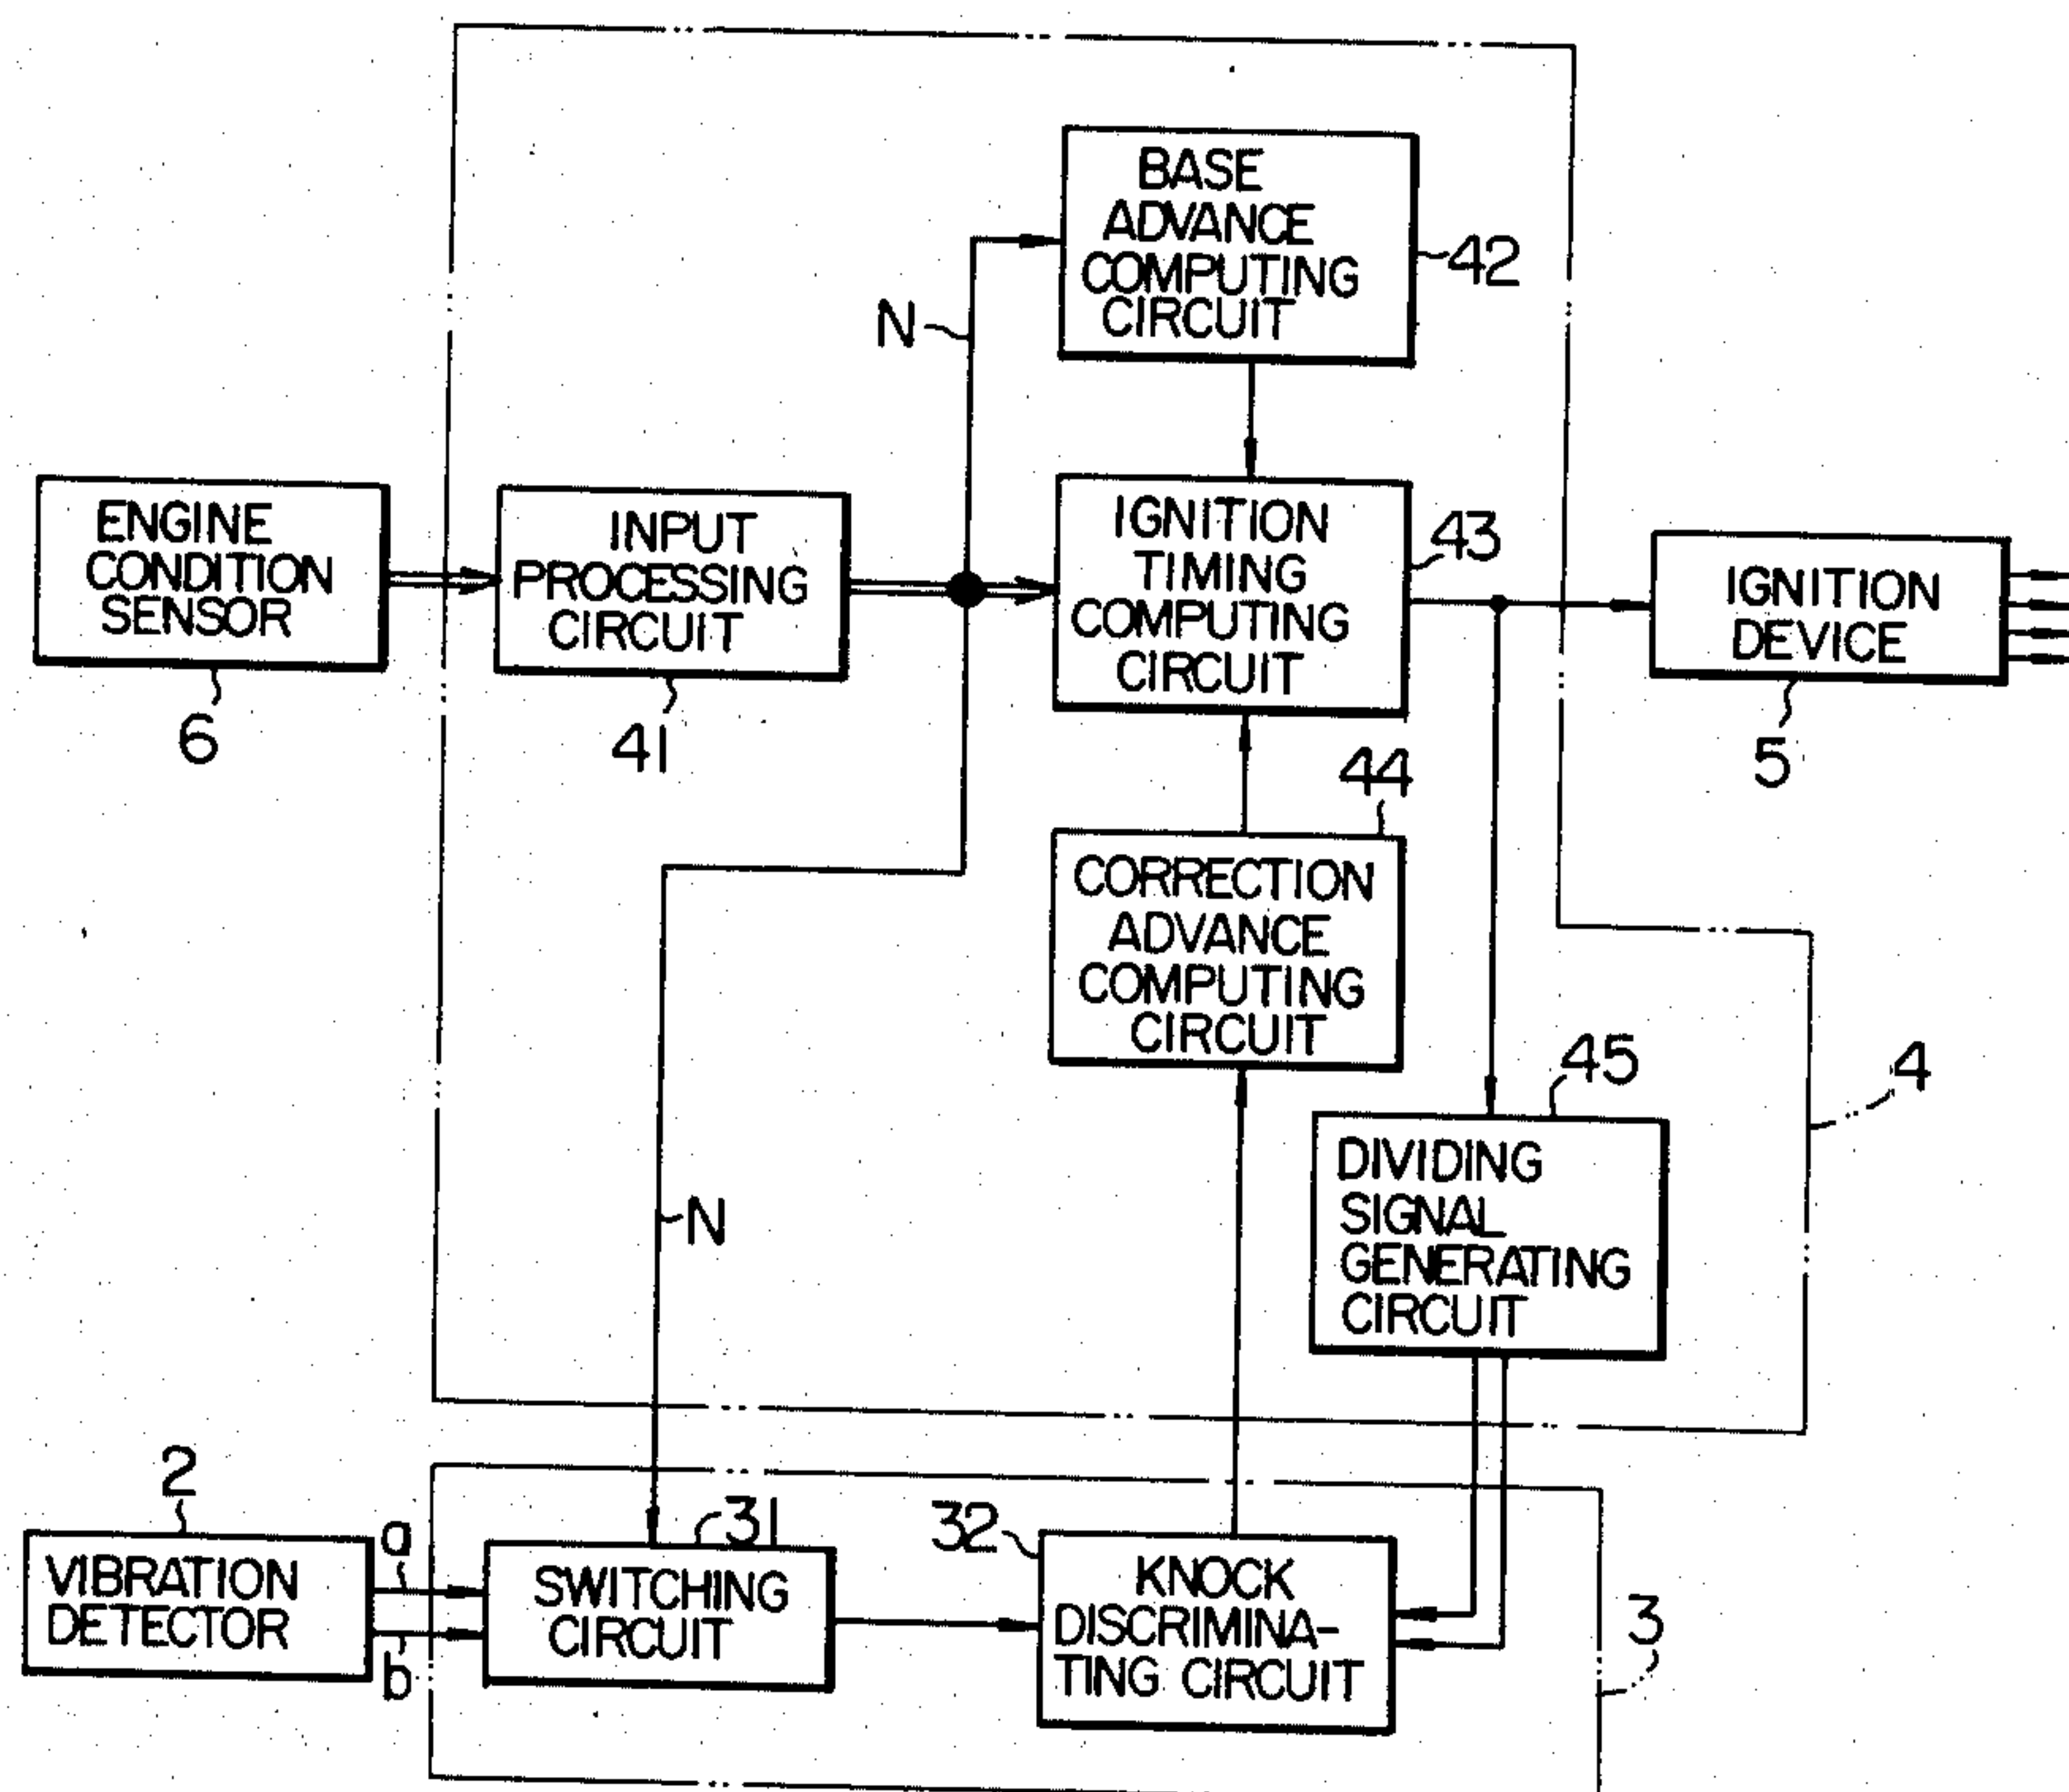 BASE
ADVANCE
COMPUTING
CIRCUIT
42
N
ENGINE
CONDITION
SENSOR
6
INPUT
PROCESSING
CIRCUIT
41
IGNITION
TIMING
COMPUTING
CIRCUIT
43
IGNITION
DEVICE
5
44
CORRECTION
ADVANCE
COMPUTING
CIRCUIT
45
4
DIVIDING
SIGNAL
GENERATING
CIRCUIT
N
2
VIBRATION
DETECTOR
a
b
31
SWITCHING
CIRCUIT
32
KNOCK
DISCRIMINA-
TING CIRCUIT
3